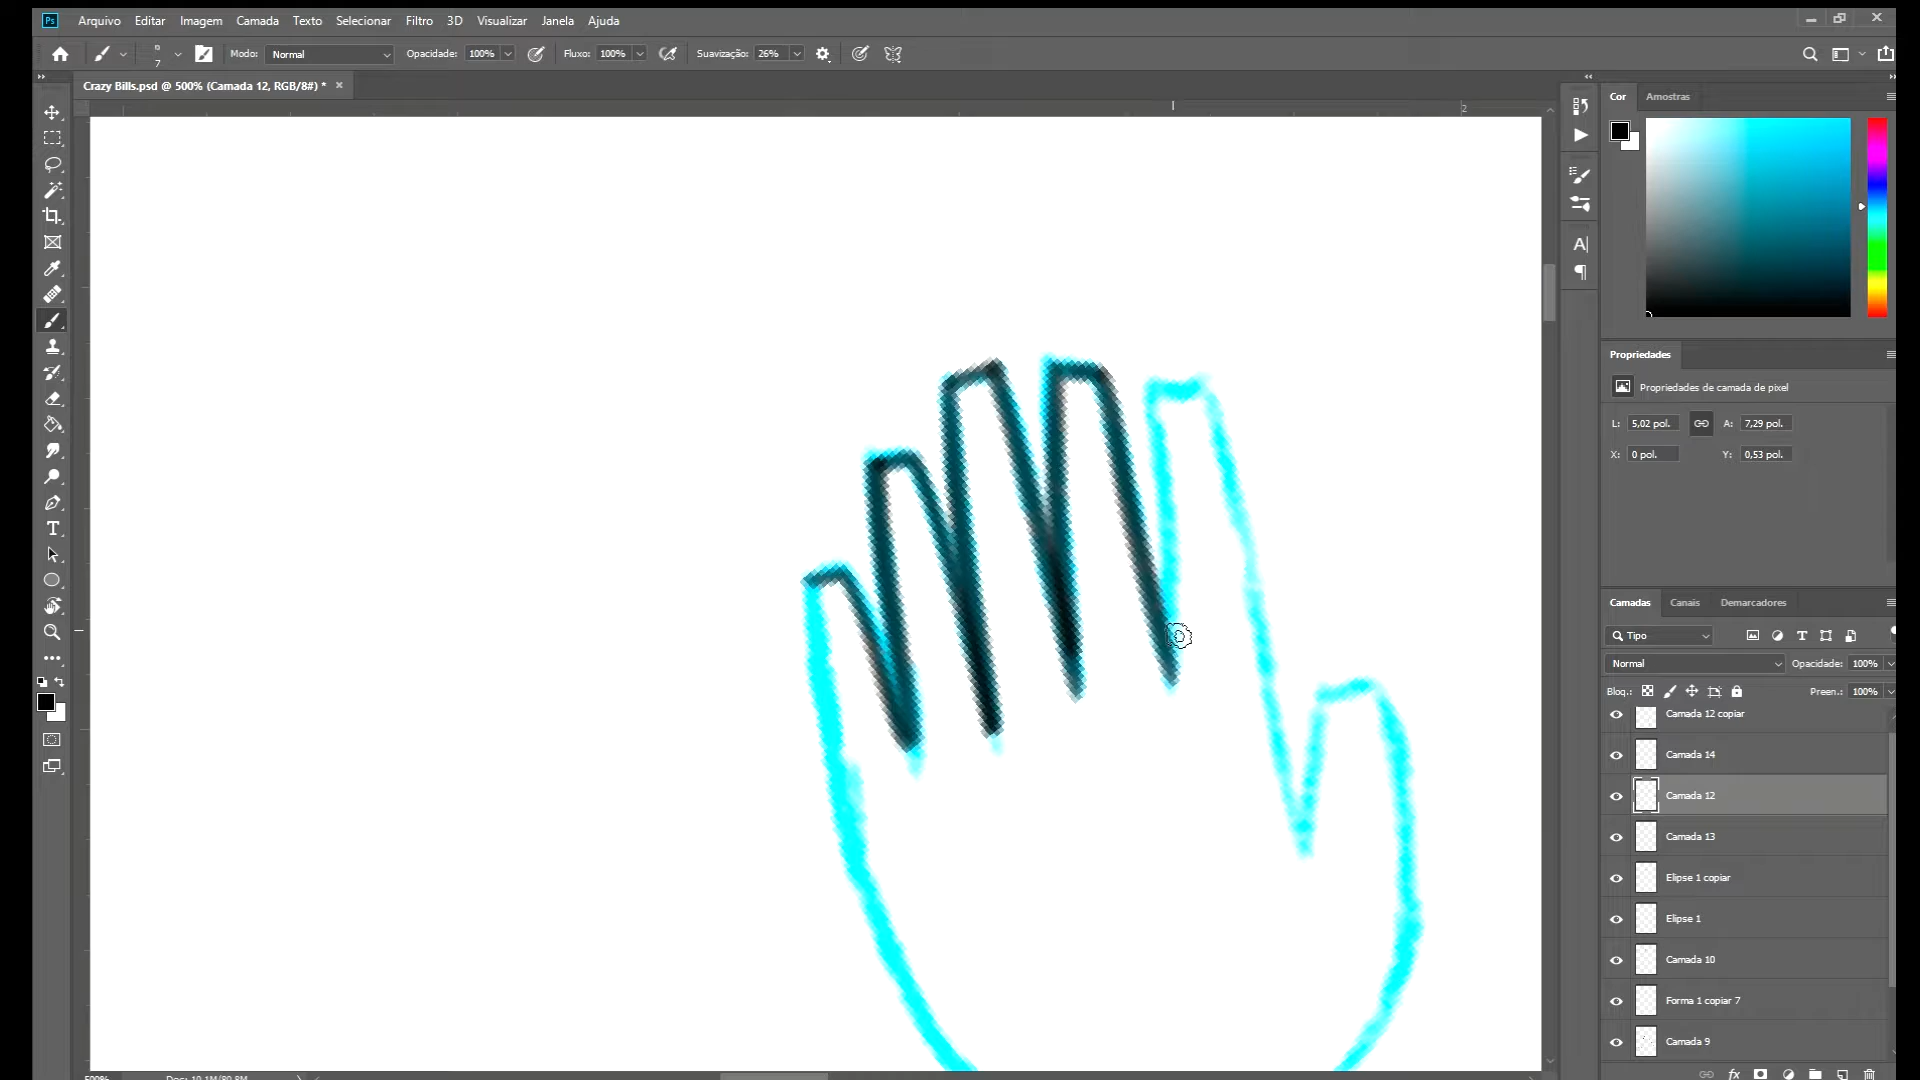 Ps Arquivo Editar Imagem Camada Texto Selecionar Filtro 3D Visualizar Janela Ajuda
7 Modo: Normal Opacidade: 100% Fluxo: 100% Suavização: 26%
Crazy Bills.psd @ 500% (Camada 12, RGB/8#) * ×
Cor Amostras
2
Propriedades
Propriedades de camada de pixel
L: 5,02 pol. A: 7,29 pol.
X: 0 pol. Y: 0,53 pol.
Camadas Canais Demarcadores
Tipo
Normal Opacidade: 100%
Bloq.: Preen.: 100%
Camada 12 copiar
Camada 14
Camada 12
Camada 13
Elipse 1 copiar
Elipse 1
Camada 10
Forma 1 copiar 7
Camada 9
fx